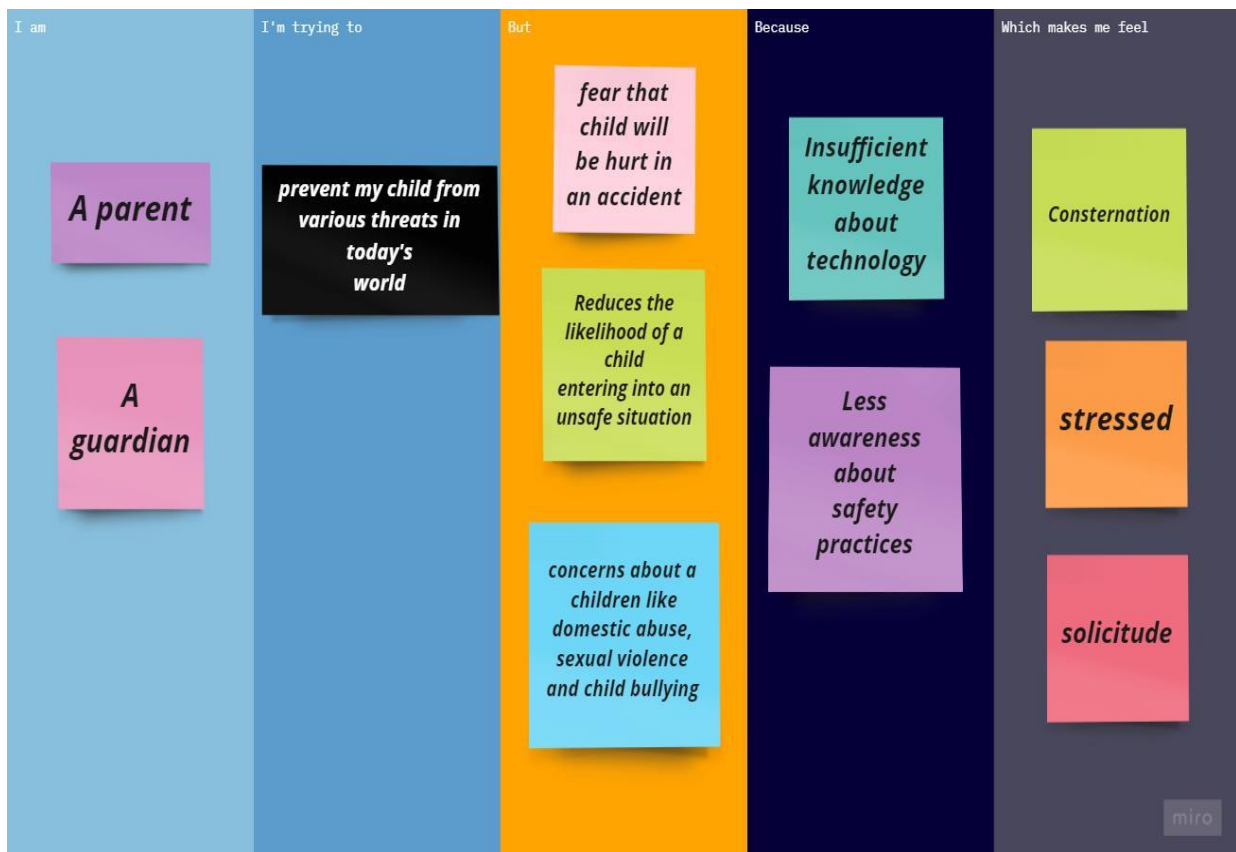 I am
A parent
A
guardian
I'm trying to
prevent my child from
various threats in
today's
world
But
fear that
child will
be hurt in
an accident
Reduces the
likelihood of a
child
entering into an
unsafe situation
concerns about a
children like
domestic abuse,
sexual violence
and child bullying
Because
Insufficient
knowledge
about
technology
Less
awareness
about
safety
practices
Which makes me feel
Consternation
stressed
solicitude
miro